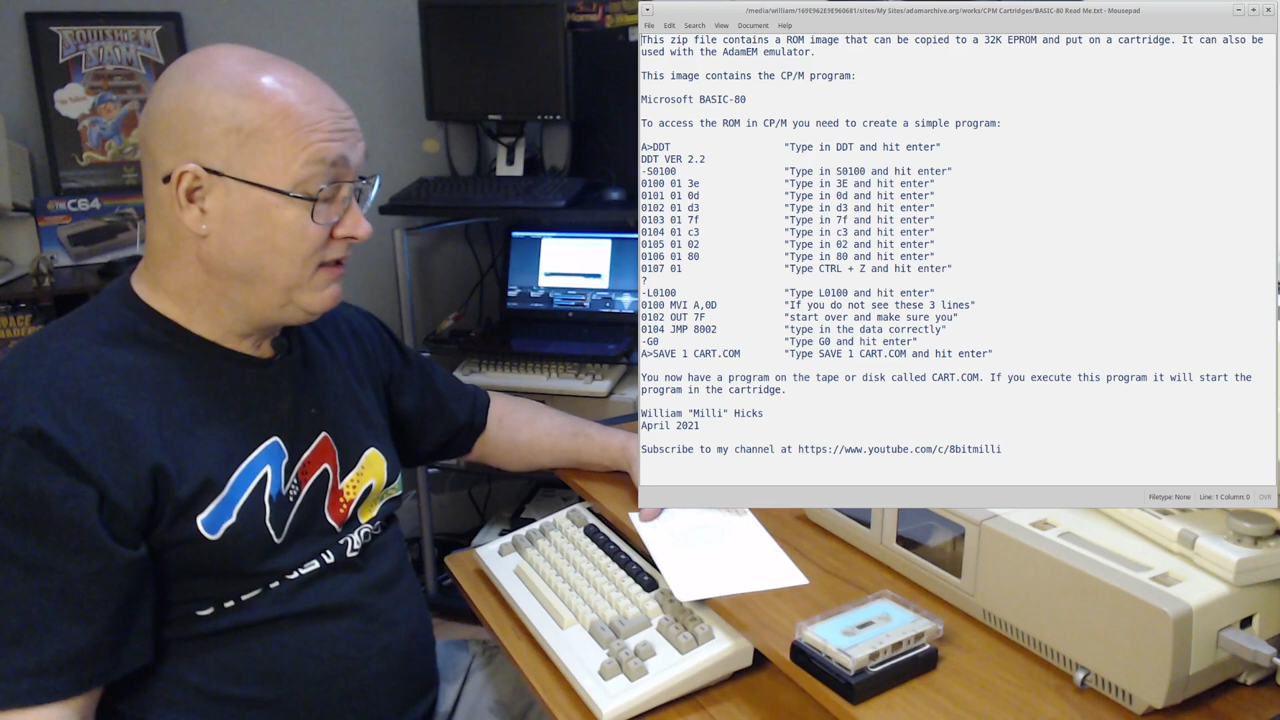 SQUISH'EM
THE C64
SPACE
/media/william/169E962E9E960681/sites/My Sites/adamarchive.org/works/CPM Cartridges/BASIC-80 Read Me.txt - Mousepad
File Edit Search View Document Help
This zip file contains a ROM image that can be copied to a 32K EPROM and put on a cartridge. It can also be
used with the AdamEM emulator.
This image contains the CP/M program:
Microsoft BASIC-80
To access the ROM in CP/M you need to create a simple program:
A>DDT "Type in DDT and hit enter"
DDT VER 2.2
-S0100 "Type in S0100 and hit enter"
0100 01 3e "Type in 3E and hit enter"
0101 01 0d "Type in 0d and hit enter"
0102 01 d3 "Type in d3 and hit enter"
0103 01 7f "Type in 7f and hit enter"
0104 01 c3 "Type in c3 and hit enter"
0105 01 02 "Type in 02 and hit enter"
0106 01 80 "Type in 80 and hit enter"
0107 01 "Type CTRL + Z and hit enter"
?
-L0100 "Type L0100 and hit enter"
0100 MVI A,0D "If you do not see these 3 lines"
0102 OUT 7F "start over and make sure you"
0104 JMP 8002 "type in the data correctly"
-G0 "Type G0 and hit enter"
A>SAVE 1 CART.COM "Type SAVE 1 CART.COM and hit enter"
You now have a program on the tape or disk called CART.COM. If you execute this program it will start the
program in the cartridge.
William "Milli" Hicks
April 2021
Subscribe to my channel at https://www.youtube.com/c/8bitmilli
Filetype: None Line: 1 Column: 0 OVR